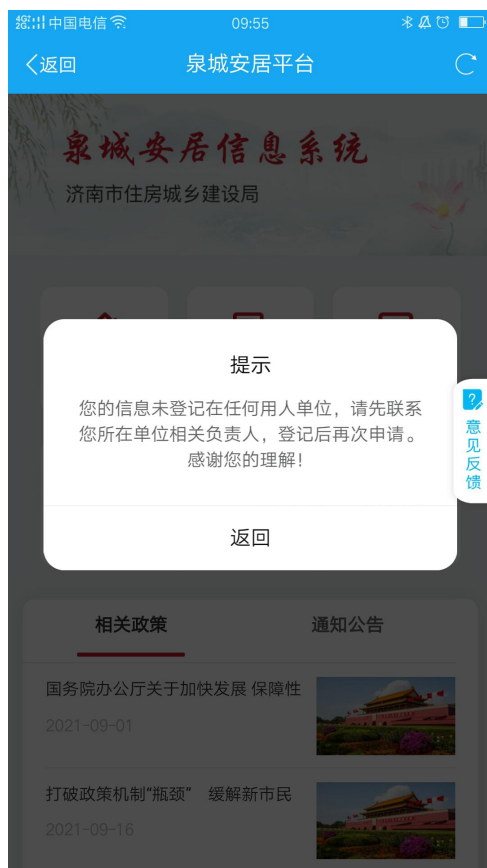 4G
2G
中国电信
09:55
返回
泉城安居平台
泉城安居信息系统
济南市住房城乡建设局
提示
您的信息未登记在任何用人单位，请先联系
您所在单位相关负责人，登记后再次申请。
感谢您的理解！
返回
?
意
见
反
馈
相关政策
通知公告
国务院办公厅关于加快发展 保障性
2021-09-01
打破政策机制“瓶颈” 缓解新市民
2021-09-16